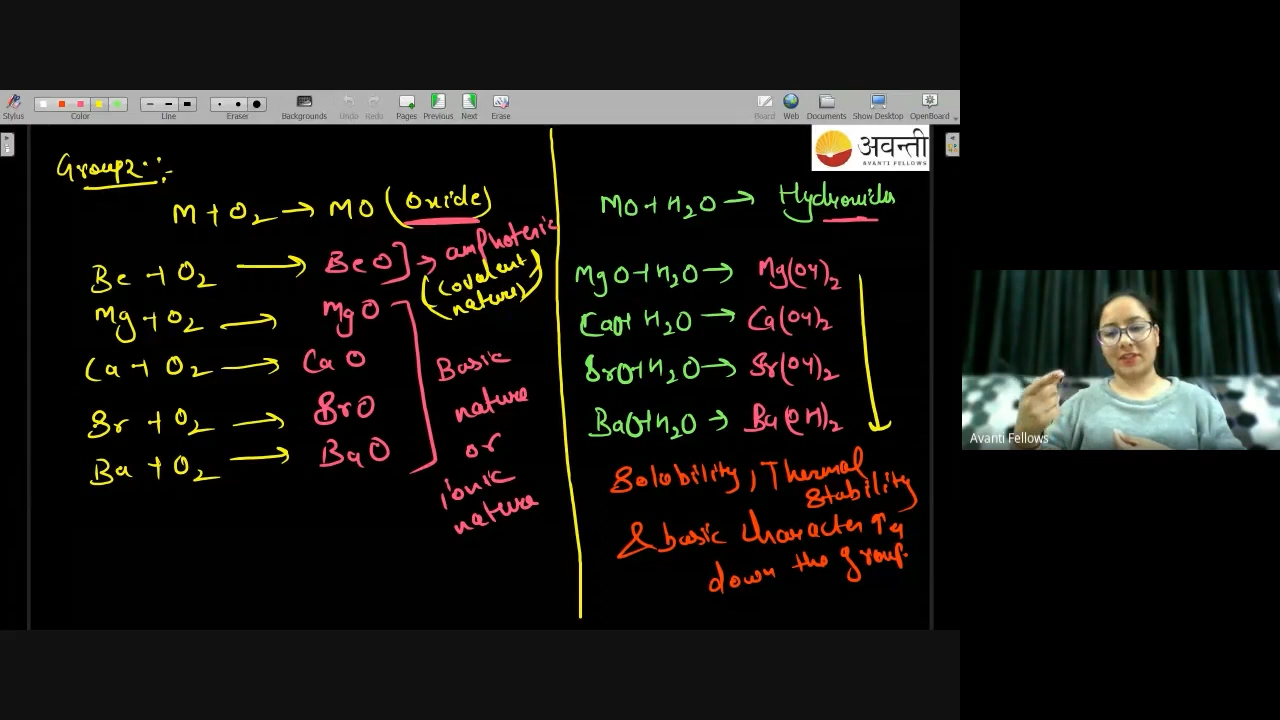 Stylus
Color
Line
Eraser
Backgrounds
Undo
Redo
Pages
Previous
Next
Erase
Board
Web
Documents
Show Desktop
OpenBoard
अवन्ती
AVANTI FELLOWS
Group 2 :-
M + O2 → MO (Oxide)
Be + O2 → BeO ] → amphoteric
(covalent nature)
Mg + O2 → MgO
Ca + O2 → CaO
Sr + O2 → SrO
Ba + O2 → BaO
Basic
nature
or
ionic
nature
MO + H2O → Hydroxides
MgO + H2O → Mg(OH)2
CaO + H2O → Ca(OH)2
SrO + H2O → Sr(OH)2
BaO + H2O → Ba(OH)2
Solubility, Thermal
stability
& basic character ↑
down the group.
Avanti Fellows